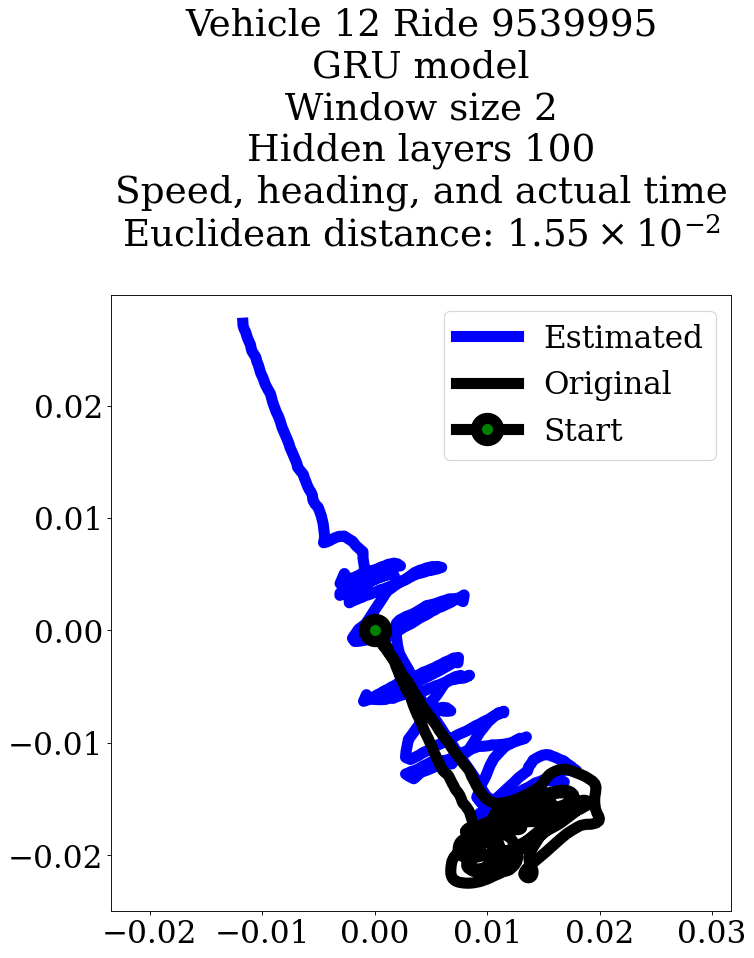 Vehicle 12 Ride 9539995
GRU model
Window size 2
Hidden layers 100
Speed, heading, and actual time
Euclidean distance: 1.55 × 10⁻²
Estimated
Original
Start
0.02
0.01
0.00
−0.01
−0.02
−0.02 −0.01 0.00 0.01 0.02 0.03